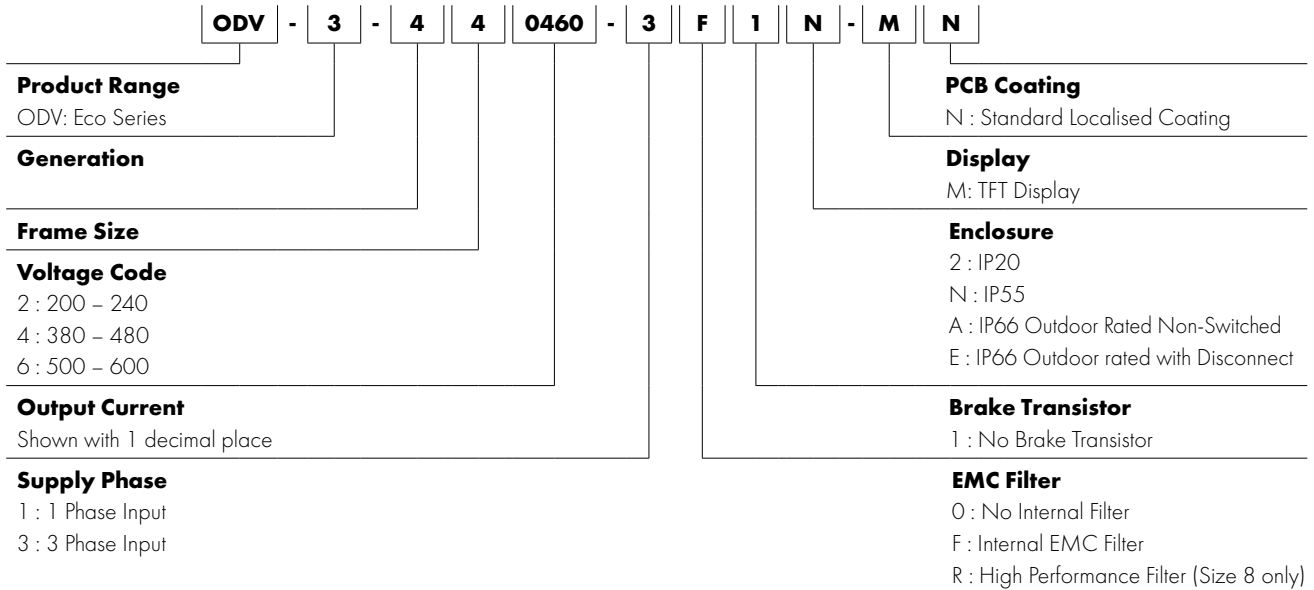 ODV - 3 - 4 4 0460 - 3 F 1 N - M N
Product Range
ODV: Eco Series
Generation
Frame Size
Voltage Code
2 : 200 – 240
4 : 380 – 480
6 : 500 – 600
Output Current
Shown with 1 decimal place
Supply Phase
1 : 1 Phase Input
3 : 3 Phase Input
PCB Coating
N : Standard Localised Coating
Display
M: TFT Display
Enclosure
2 : IP20
N : IP55
A : IP66 Outdoor Rated Non-Switched
E : IP66 Outdoor rated with Disconnect
Brake Transistor
1 : No Brake Transistor
EMC Filter
0 : No Internal Filter
F : Internal EMC Filter
R : High Performance Filter (Size 8 only)